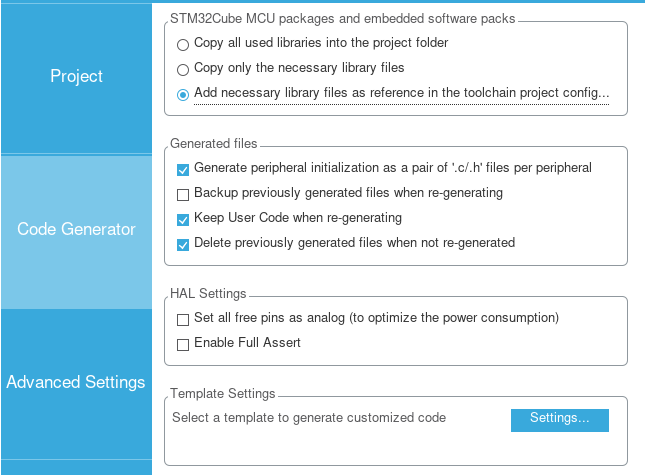 Project
Code Generator
Advanced Settings
STM32Cube MCU packages and embedded software packs
Copy all used libraries into the project folder
Copy only the necessary library files
Add necessary library files as reference in the toolchain project config...
Generated files
Generate peripheral initialization as a pair of '.c/.h' files per peripheral
Backup previously generated files when re-generating
Keep User Code when re-generating
Delete previously generated files when not re-generated
HAL Settings
Set all free pins as analog (to optimize the power consumption)
Enable Full Assert
Template Settings
Select a template to generate customized code
Settings...